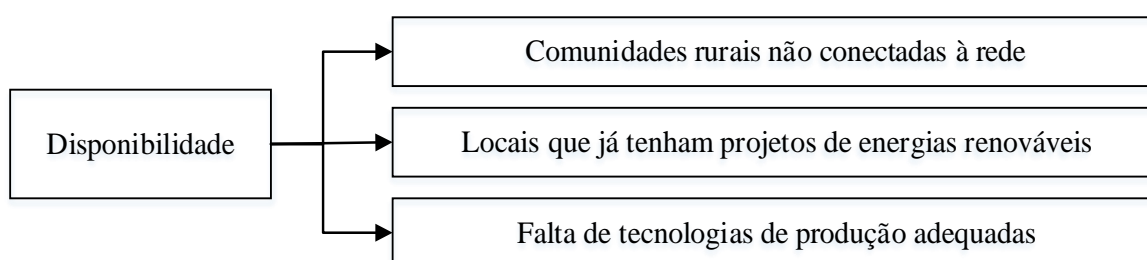 Comunidades rurais não conectadas à rede
Disponibilidade
Locais que já tenham projetos de energias renováveis
Falta de tecnologias de produção adequadas